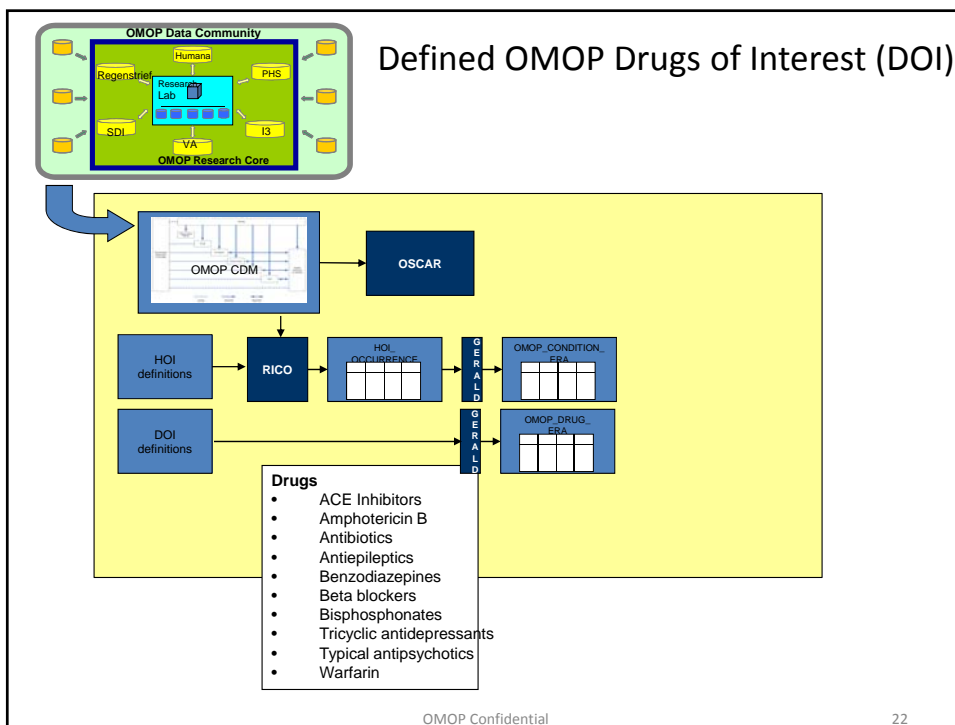 OMOP Data Community
Humana
Regenstrief
PHS
Research
Lab
SDI
I3
VA
OMOP Research Core
Defined OMOP Drugs of Interest (DOI)
OMOP CDM
OSCAR
HOI
definitions
RICO
HOI_
OCCURRENCE
GERALD
OMOP_CONDITION_
ERA
DOI
definitions
GERALD
OMOP_DRUG_
ERA
Drugs
• ACE Inhibitors
• Amphotericin B
• Antibiotics
• Antiepileptics
• Benzodiazepines
• Beta blockers
• Bisphosphonates
• Tricyclic antidepressants
• Typical antipsychotics
• Warfarin
OMOP Confidential
22